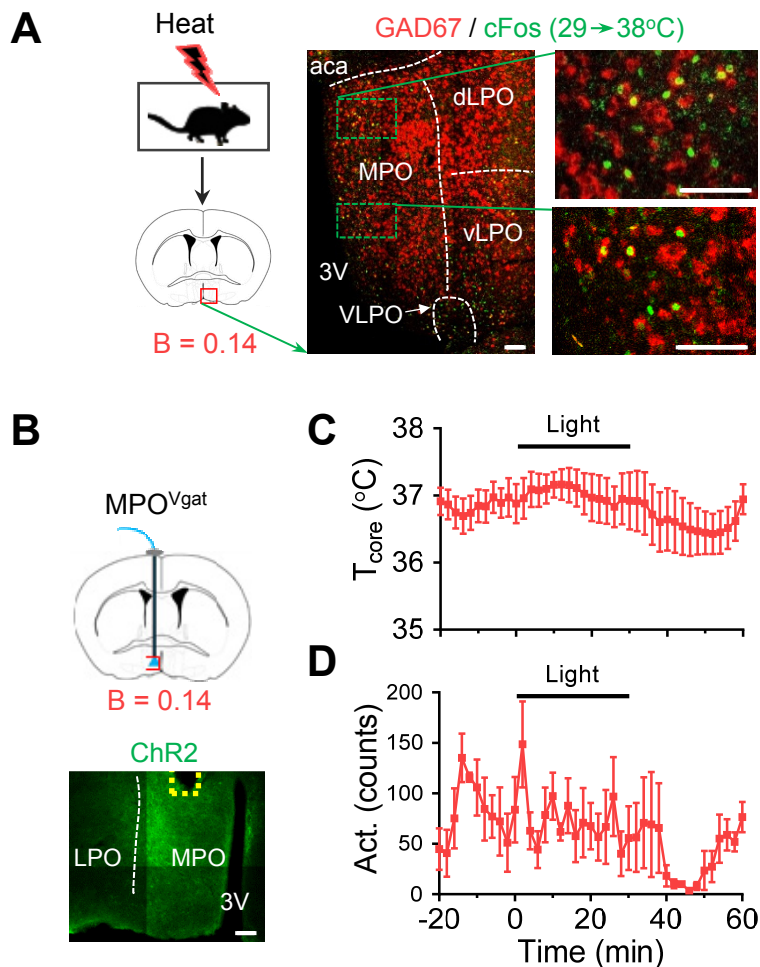 A
Heat
B = 0.14
GAD67 / cFos (29→38°C)
aca
dLPO
MPO
vLPO
3V
VLPO
B
MPO^Vgat
B = 0.14
ChR2
LPO
MPO
3V
C
Light
T_core (°C)
38
37
36
35
D
Light
Act. (counts)
200
150
100
50
0
-20 0 20 40 60
Time (min)